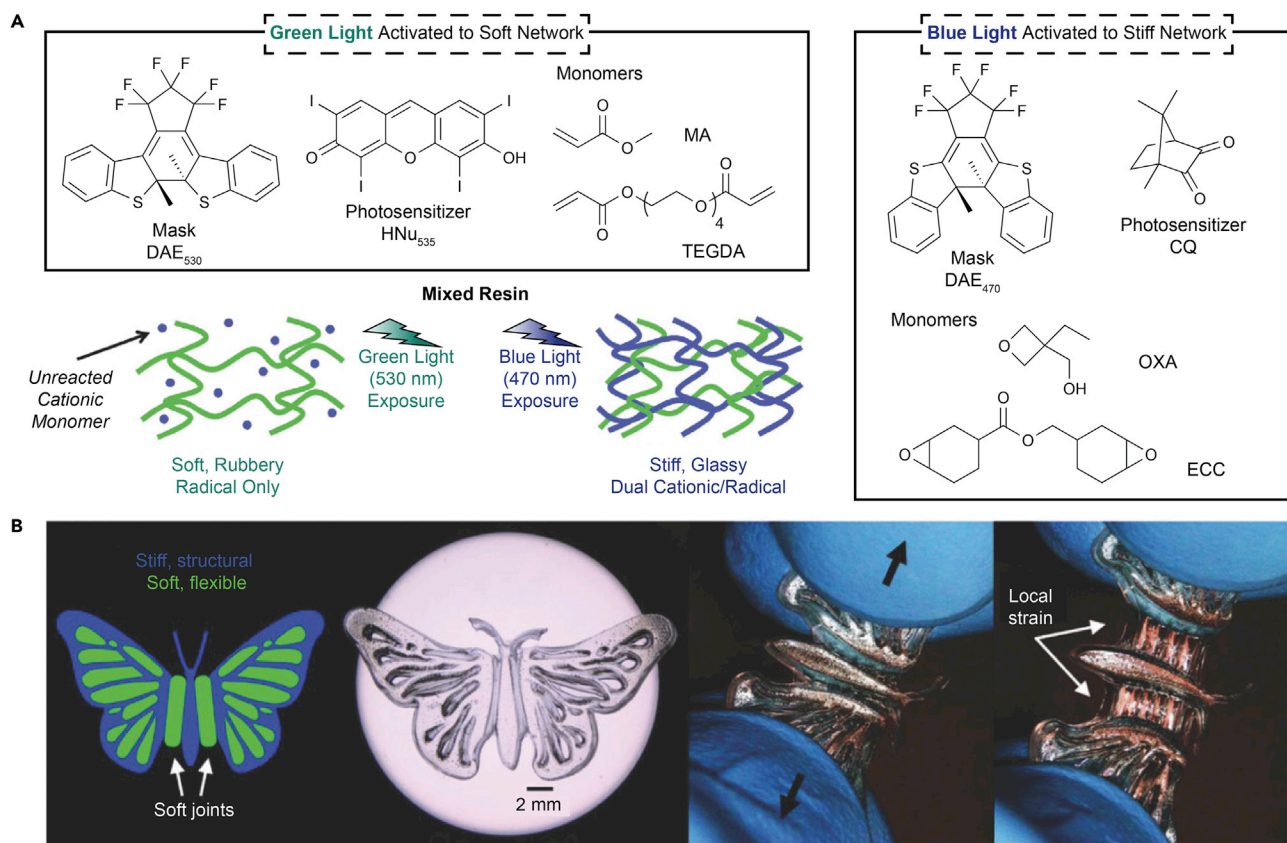 A
Green Light Activated to Soft Network
F
F
F
F
F
F
S
S
Mask
DAE530
I
I
O
O
OH
I
I
Photosensitizer
HNu535
Monomers
O
O
MA
O
O
O
O
4
TEGDA
Blue Light Activated to Stiff Network
F
F
F
F
F
F
S
S
Mask
DAE470
O
O
Photosensitizer
CQ
Monomers
O
OH
OXA
O
O
O
O
ECC
Mixed Resin
Unreacted
Cationic
Monomer
Green Light
(530 nm)
Exposure
Blue Light
(470 nm)
Exposure
Soft, Rubbery
Radical Only
Stiff, Glassy
Dual Cationic/Radical
B
Stiff, structural
Soft, flexible
Soft joints
2 mm
Local
strain